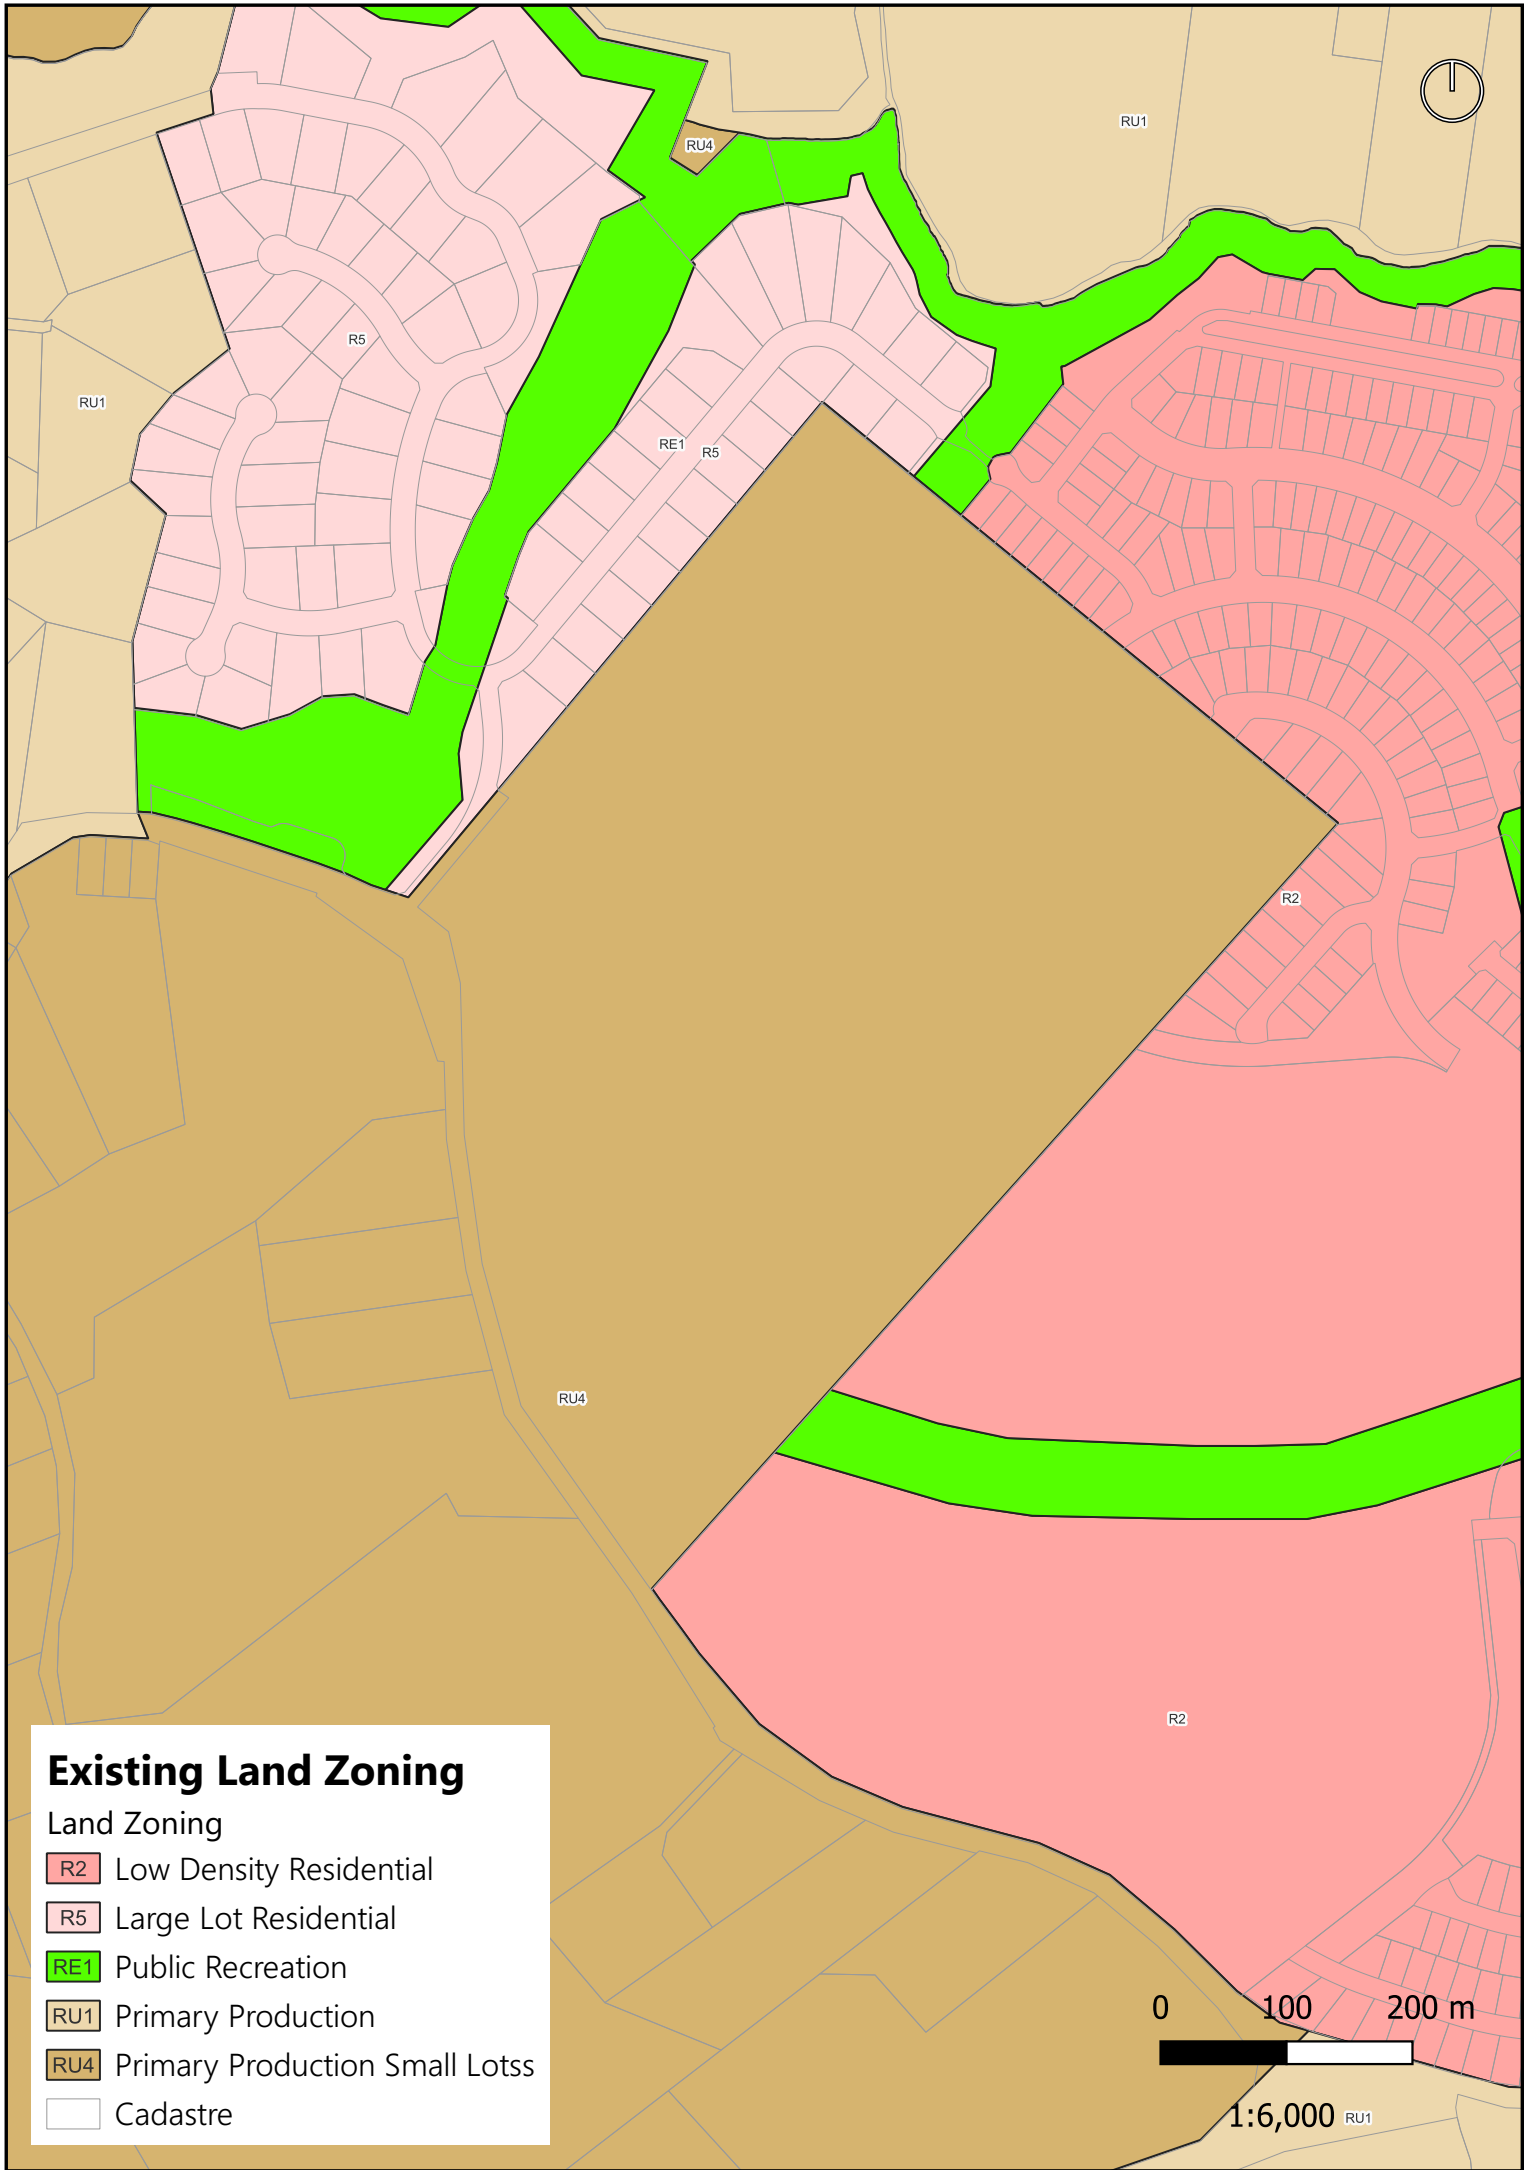 RU1
RU4
R5
RU1
RE1
R5
R2
RU4
R2
Existing Land Zoning
Land Zoning
R2 Low Density Residential
R5 Large Lot Residential
RE1 Public Recreation
RU1 Primary Production
RU4 Primary Production Small Lotss
Cadastre
0 100 200 m
1:6,000
RU1